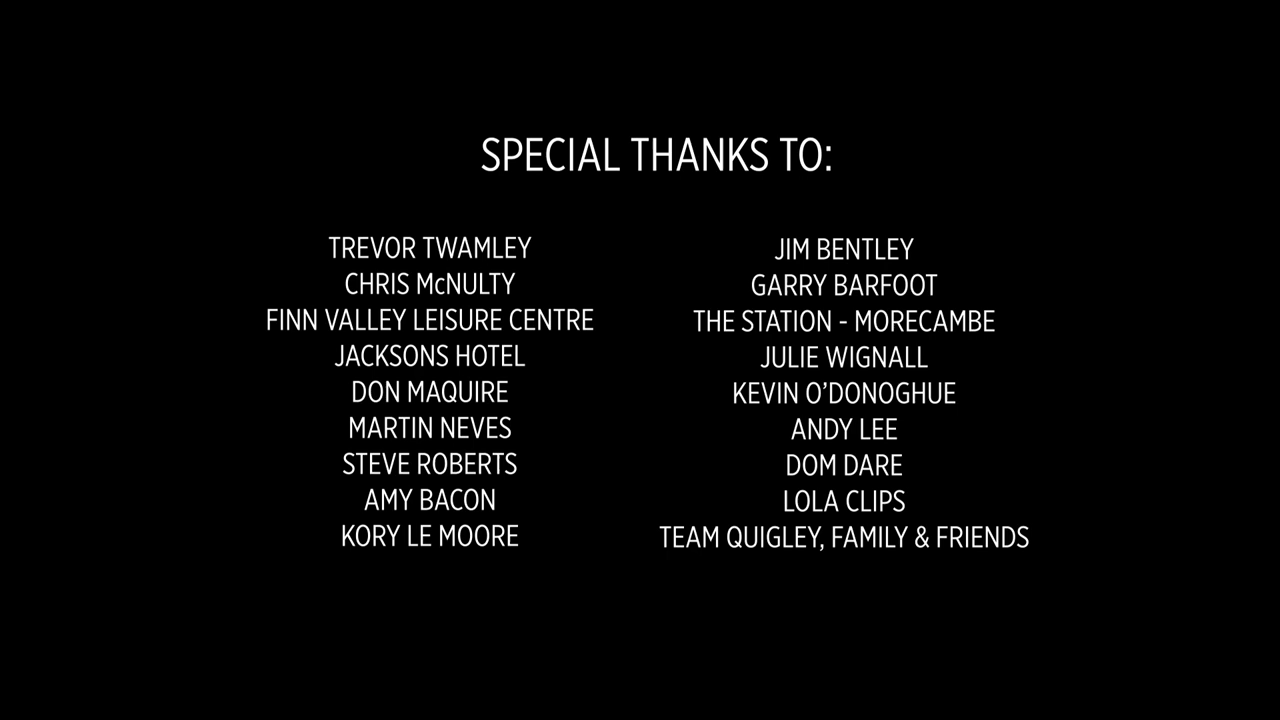 SPECIAL THANKS TO:
TREVOR TWAMLEY
CHRIS McNULTY
FINN VALLEY LEISURE CENTRE
JACKSONS HOTEL
DON MAQUIRE
MARTIN NEVES
STEVE ROBERTS
AMY BACON
KORY LE MOORE
JIM BENTLEY
GARRY BARFOOT
THE STATION - MORECAMBE
JULIE WIGNALL
KEVIN O’DONOGHUE
ANDY LEE
DOM DARE
LOLA CLIPS
TEAM QUIGLEY, FAMILY & FRIENDS